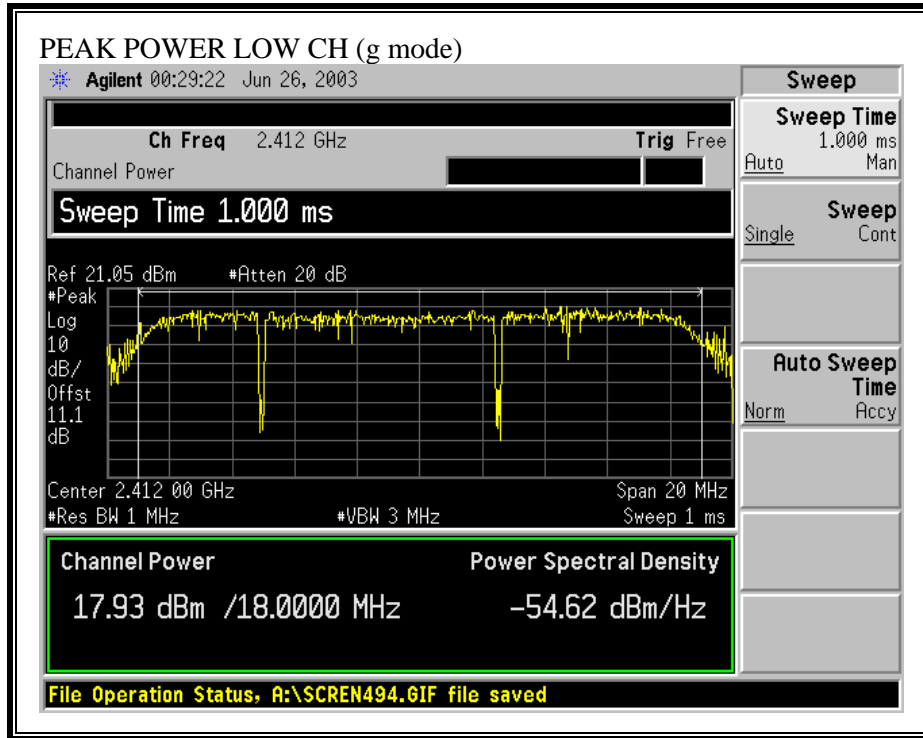 PEAK POWER LOW CH (g mode)
Agilent 00:29:22 Jun 26, 2003
Sweep
Ch Freq 2.412 GHz Trig Free
Channel Power
Sweep Time 1.000 ms
Sweep Time
1.000 ms
Auto Man
Sweep
Single Cont
Auto Sweep
Time
Norm Accy
Ref 21.05 dBm #Atten 20 dB
#Peak
Log
10
dB/
Offst
11.1
dB
Center 2.412 00 GHz Span 20 MHz
#Res BW 1 MHz #VBW 3 MHz Sweep 1 ms
Channel Power Power Spectral Density
17.93 dBm /18.0000 MHz -54.62 dBm/Hz
File Operation Status, A:\SCREN494.GIF file saved